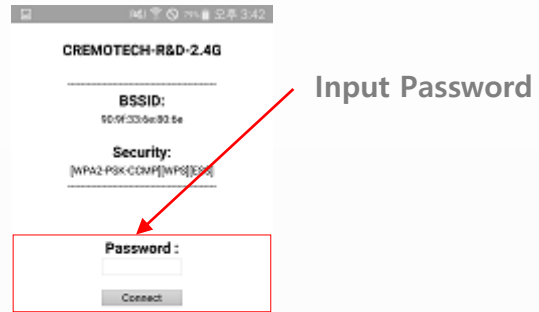 79% 오후 3:42
CREMOTECH-R&D-2.4G
BSSID:
90:9f:33:6e:80:6e
Security:
[WPA2-PSK-CCMP][WPS][ESS]
Password :
Connect
Input Password